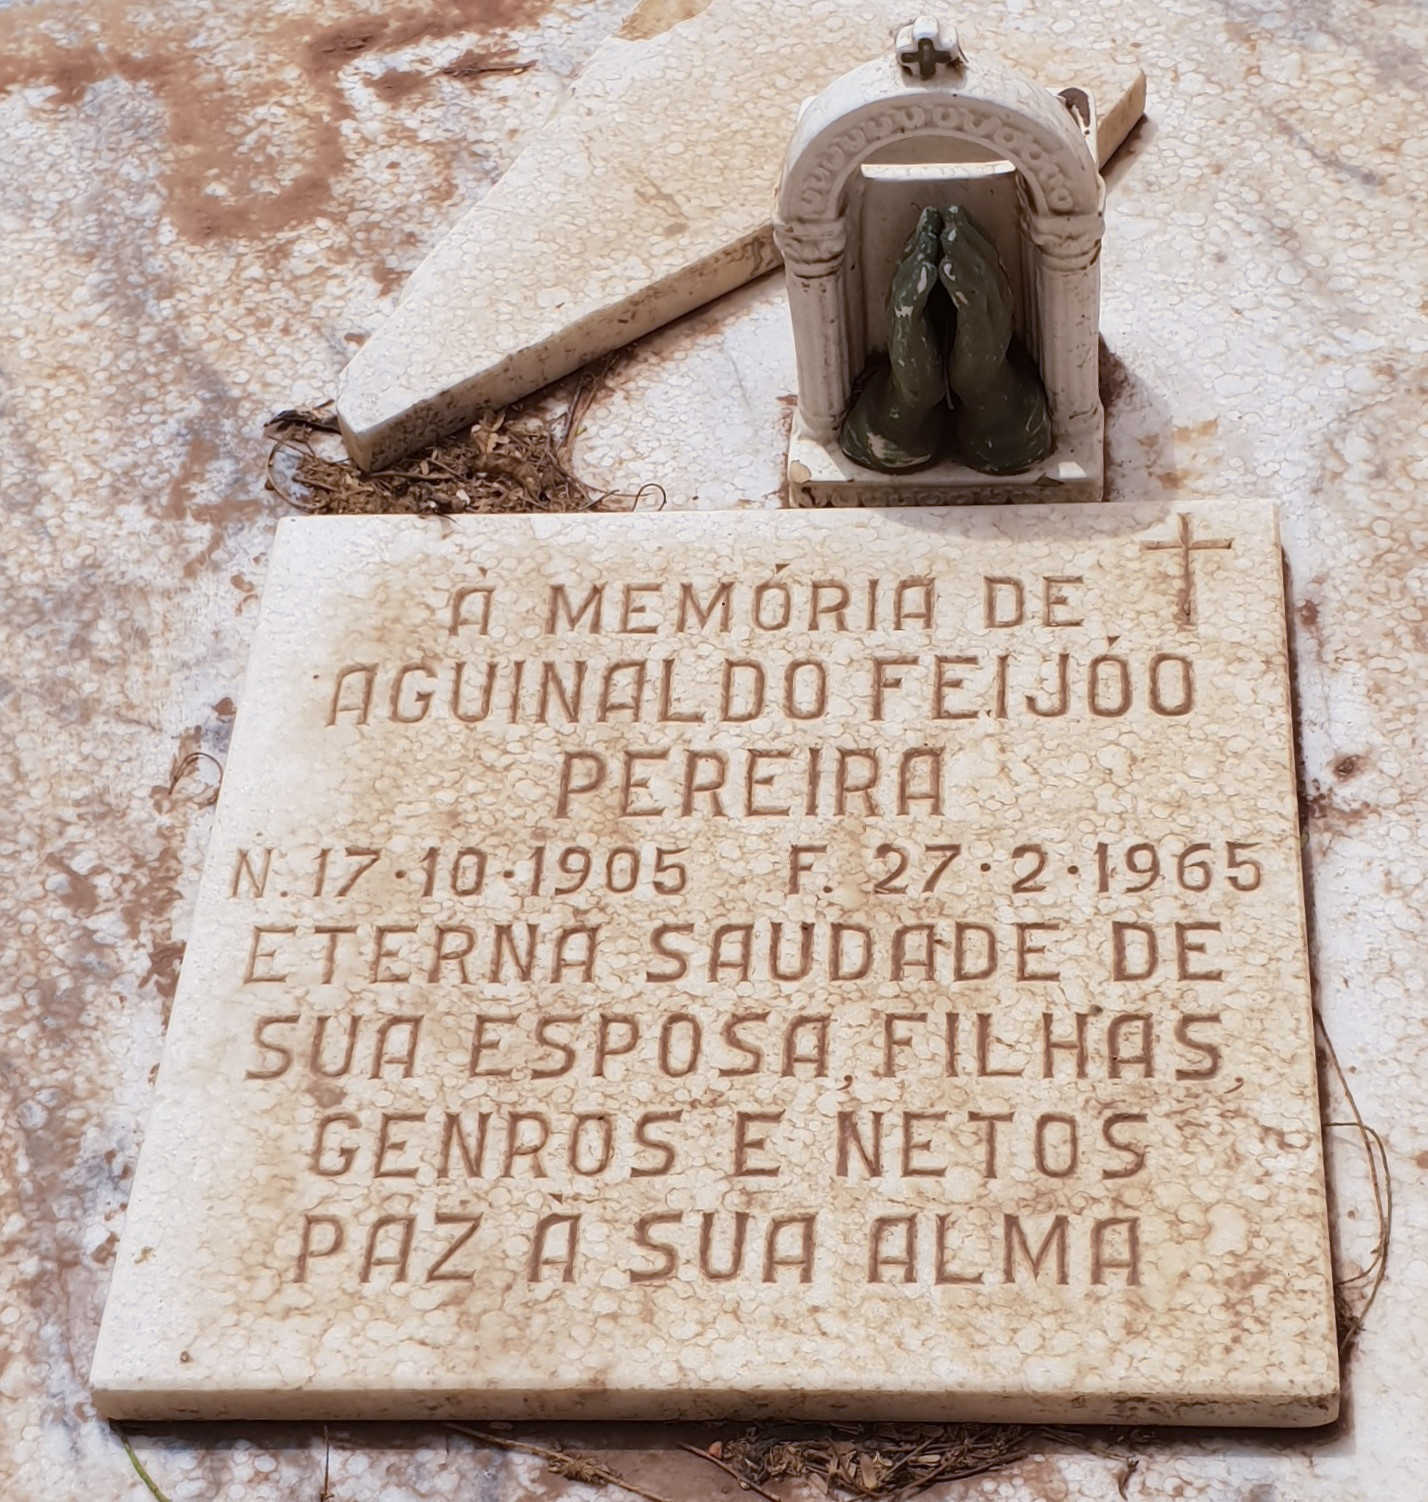 À MEMÓRIA DE
AGUINALDO FEIJÓO
PEREIRA
N. 17·10·1905 F. 27·2·1965
ETERNA SAUDADE DE
SUA ESPOSA, FILHAS,
GENROS E NETOS
PAZ À SUA ALMA